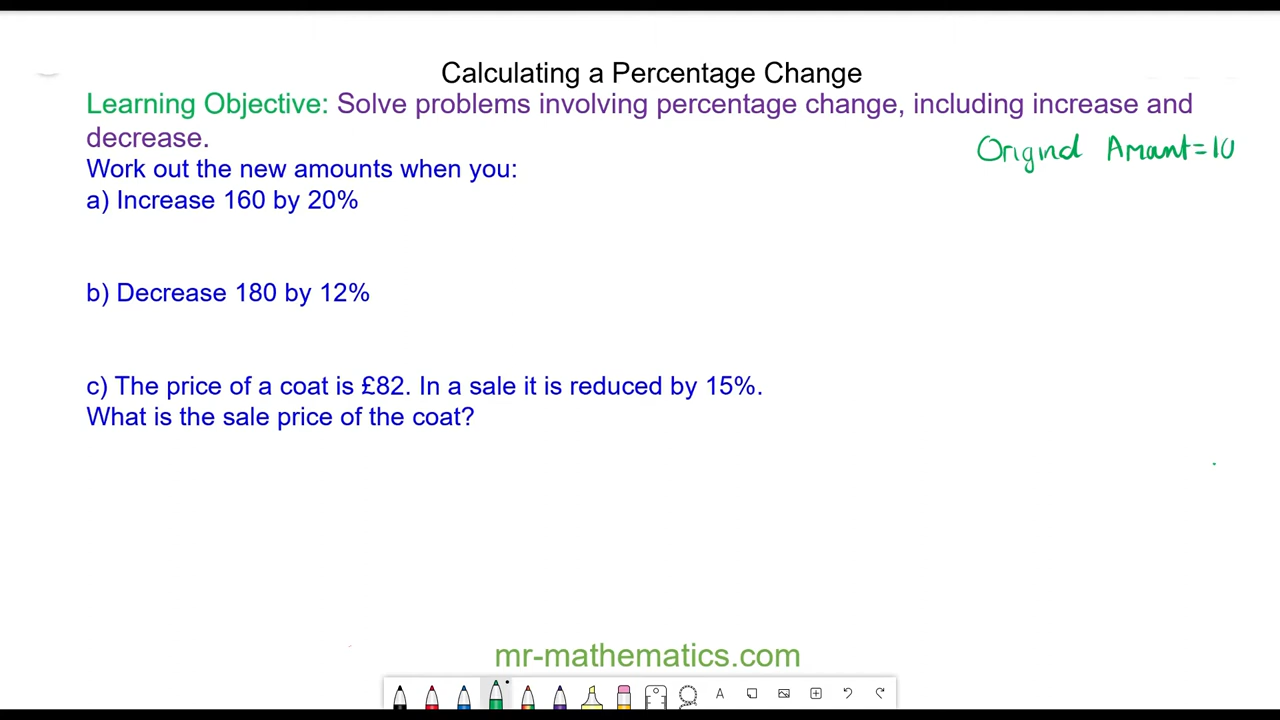 Calculating a Percentage Change
Learning Objective: Solve problems involving percentage change, including increase and
decrease.
Original Amount=10
Work out the new amounts when you:
a) Increase 160 by 20%
b) Decrease 180 by 12%
c) The price of a coat is £82. In a sale it is reduced by 15%.
What is the sale price of the coat?
mr-mathematics.com
A